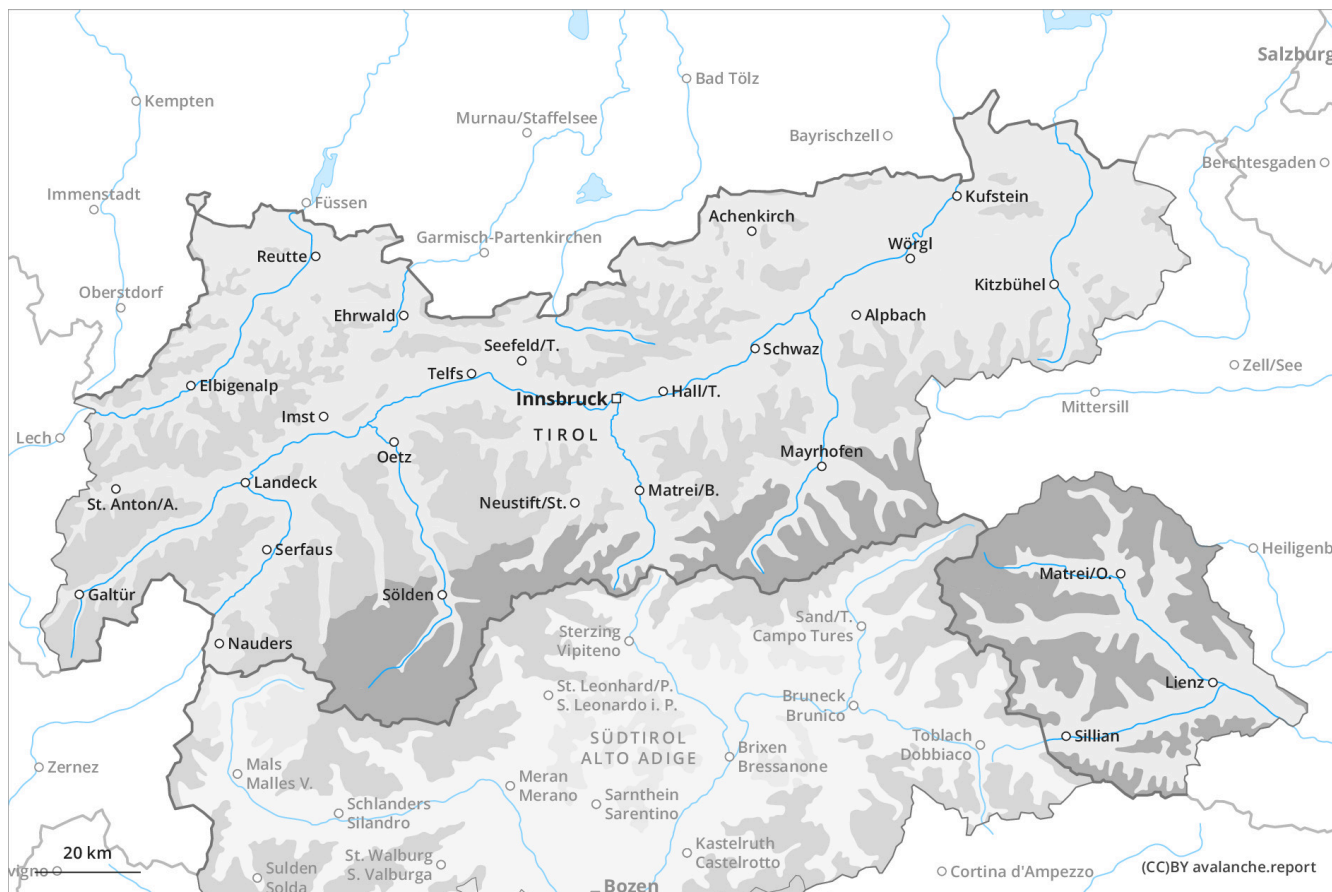 Salzburg
Kempten
Bad Tölz
Murnau/Staffelsee
Bayrischzell
Berchtesgaden
Immenstadt
Füssen
Kufstein
Achenkirch
Garmisch-Partenkirchen
Wörgl
Reutte
Kitzbühel
Oberstdorf
Ehrwald
Alpbach
Seefeld/T.
Schwaz
Telfs
Zell/See
Elbigenalp
Innsbruck
Hall/T.
Mittersill
Imst
TIROL
Lech
Oetz
Mayrhofen
Landeck
St. Anton/A.
Neustift/St.
Matrei/B.
Serfaus
Heiligenb
Matrei/O.
Galtür
Sölden
Sand/T.
Campo Tures
Sterzing
Vipiteno
Nauders
Lienz
St. Leonhard/P.
S. Leonardo i. P.
Bruneck
Brunico
Sillian
SÜDTIROL
ALTO ADIGE
Toblach
Dobbiaco
Brixen
Bressanone
Zernez
Mals
Malles V.
Meran
Merano
Sarnthein
Sarentino
Schlanders
Silandro
20 km
Kastelruth
Castelrotto
St. Walburg
S. Valburga
vigno
Sulden
Solda
Cortina d'Ampezzo
(CC)BY avalanche.report
Bozen